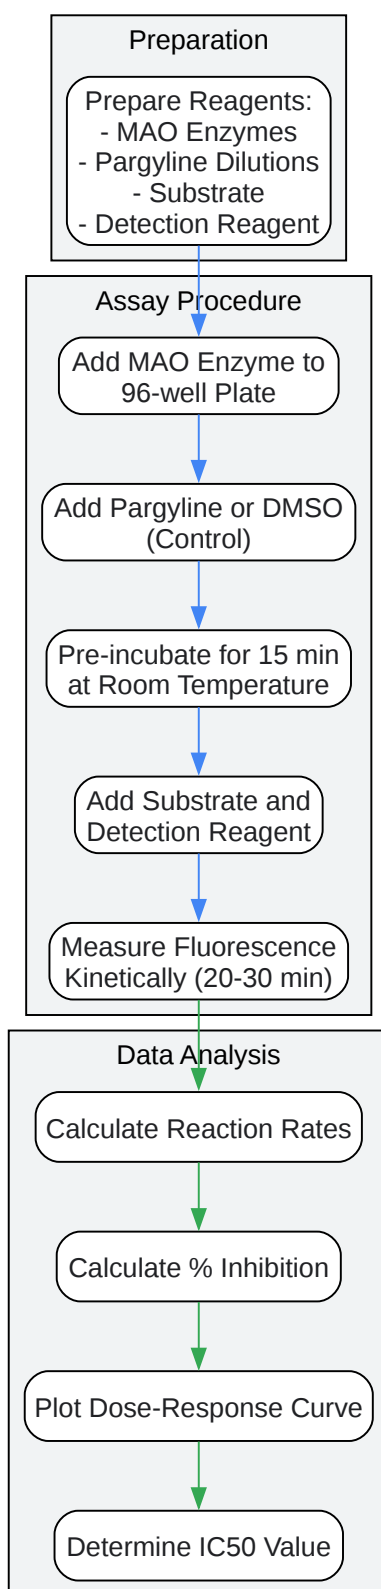 Preparation
Prepare Reagents:
- MAO Enzymes
- Pargyline Dilutions
- Substrate
- Detection Reagent
Assay Procedure
Add MAO Enzyme to
96-well Plate
Add Pargyline or DMSO
(Control)
Pre-incubate for 15 min
at Room Temperature
Add Substrate and
Detection Reagent
Measure Fluorescence
Kinetically (20-30 min)
Data Analysis
Calculate Reaction Rates
Calculate % Inhibition
Plot Dose-Response Curve
Determine IC50 Value